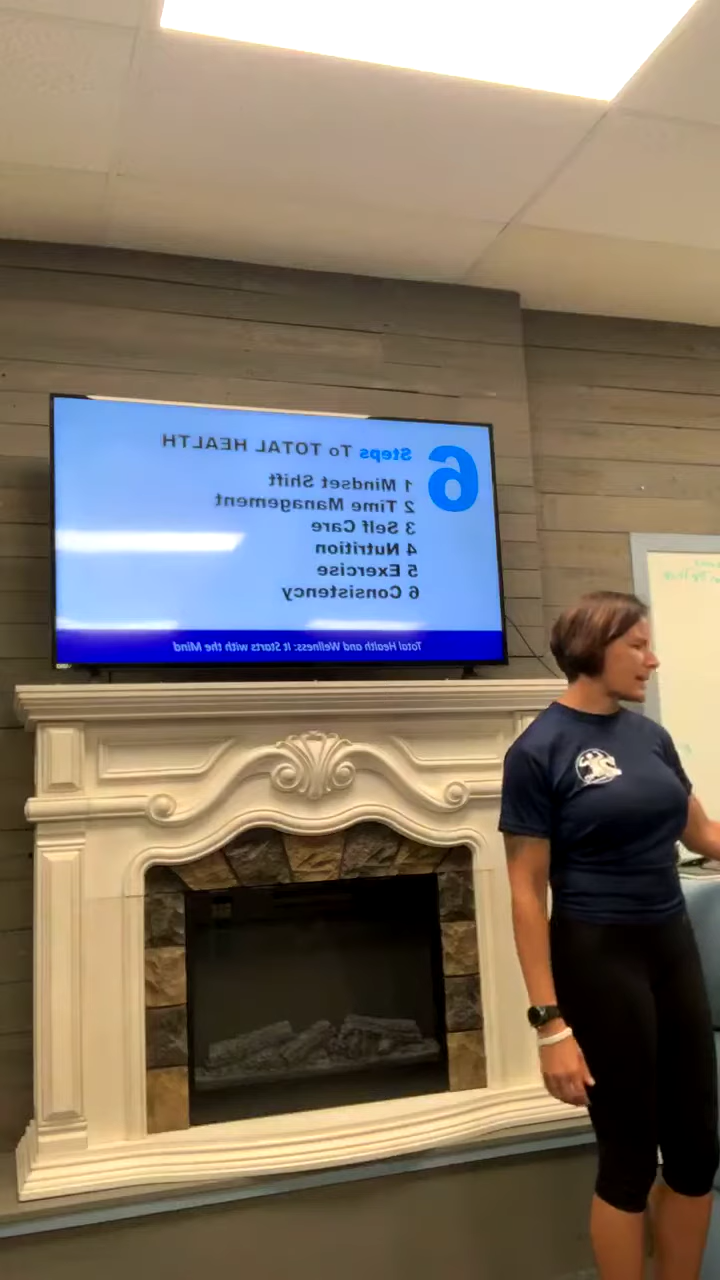 6 Steps To TOTAL HEALTH
1 Mindset Shift
2 Time Management
3 Self Care
4 Nutrition
5 Exercise
6 Consistency
Total Health and Wellness: It Starts with the Mind